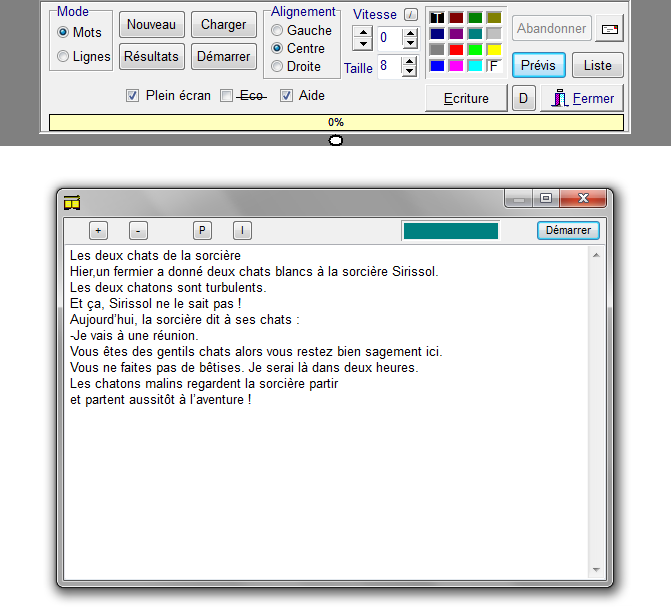 Mode
Mots
Lignes
Nouveau
Charger
Résultats
Démarrer
Alignement
Gauche
Centre
Droite
Vitesse /
0
Taille 8
T
F
Abandonner
Prévis
Liste
Plein écran
Eco
Aide
Ecriture
D
Fermer
0%
+ - P I
Démarrer
Les deux chats de la sorcière
Hier,un fermier a donné deux chats blancs à la sorcière Sirissol.
Les deux chatons sont turbulents.
Et ça, Sirissol ne le sait pas !
Aujourd'hui, la sorcière dit à ses chats :
-Je vais à une réunion.
Vous êtes des gentils chats alors vous restez bien sagement ici.
Vous ne faites pas de bêtises. Je serai là dans deux heures.
Les chatons malins regardent la sorcière partir
et partent aussitôt à l'aventure !